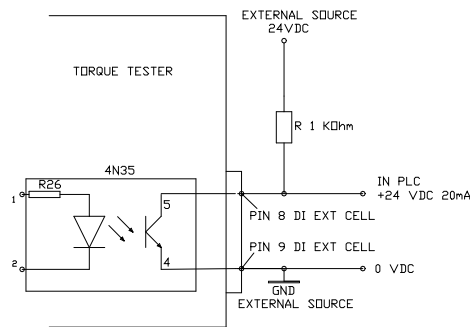 EXTERNAL SOURCE
24VDC
TORQUE TESTER
R 1 KOhm
4N35
R26
1
5
IN PLC
+24 VDC 20mA
PIN 8 DI EXT CELL
PIN 9 DI EXT CELL
2
4
0 VDC
GND
EXTERNAL SOURCE